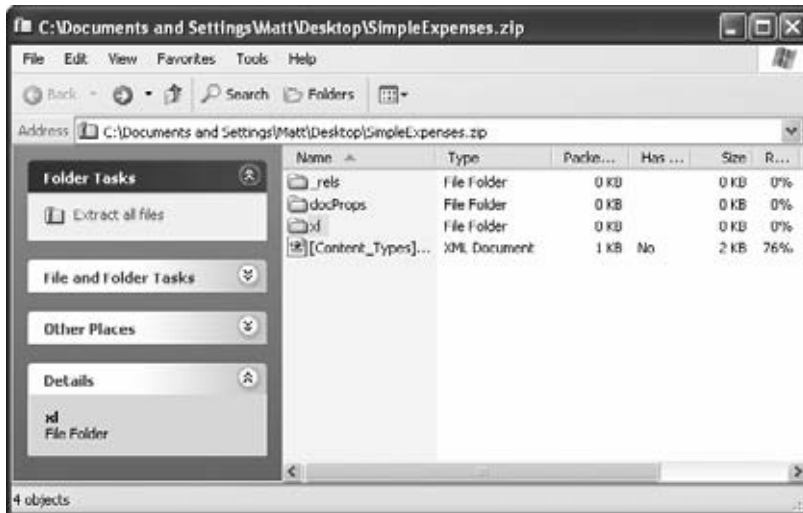 C:\Documents and Settings\Matt\Desktop\SimpleExpenses.zip
File Edit View Favorites Tools Help
Back Search Folders
Address C:\Documents and Settings\Matt\Desktop\SimpleExpenses.zip
Folder Tasks
Extract all files
File and Folder Tasks
Other Places
Details
xl
File Folder
Name Type Packe... Has ... Size R...
_rels File Folder 0 KB 0 KB 0%
docProps File Folder 0 KB 0 KB 0%
xl File Folder 0 KB 0 KB 0%
[Content_Types]... XML Document 1 KB No 2 KB 76%
4 objects